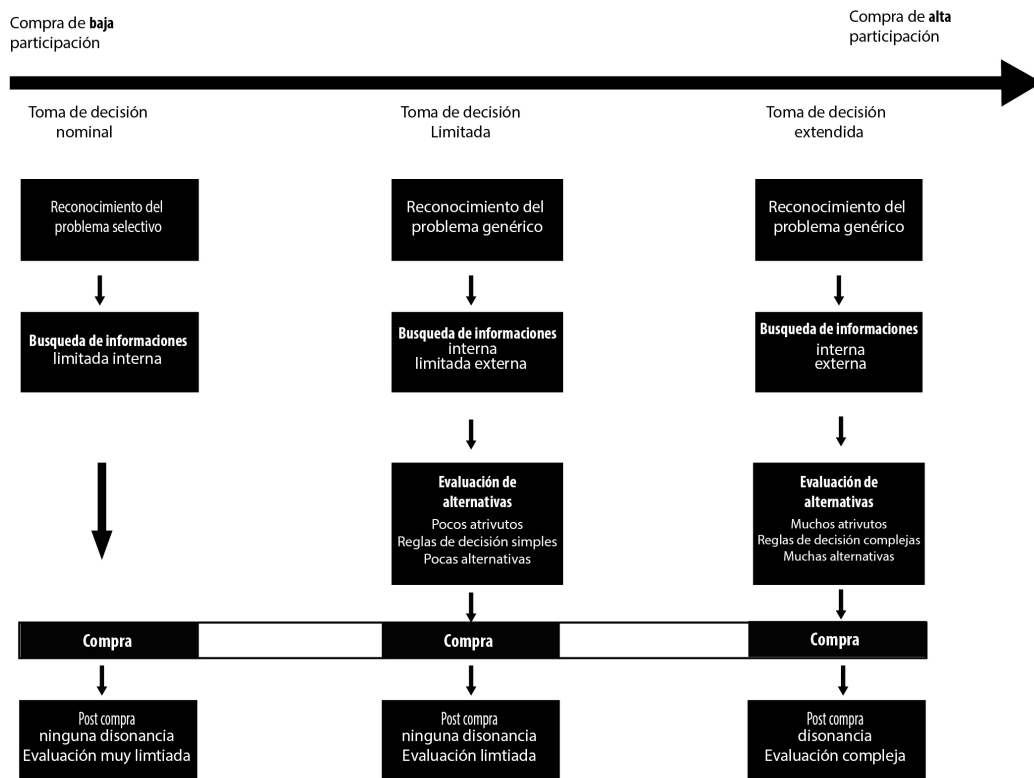 Compra de baja
participación
Compra de alta
participación
Toma de decisión
nominal
Toma de decisión
Limitada
Toma de decisión
extendida
Reconocimiento del
problema selectivo
Reconocimiento del
problema genérico
Reconocimiento del
problema genérico
Busqueda de informaciones
limitada interna
Busqueda de informaciones
interna
limitada externa
Busqueda de informaciones
interna
externa
Evaluación de
alternativas
Pocos atrivutos
Reglas de decisión simples
Pocas alternativas
Evaluación de
alternativas
Muchos atrivutos
Reglas de decisión complejas
Muchas alternativas
Compra
Compra
Compra
Post compra
ninguna disonancia
Evaluación muy limtiada
Post compra
ninguna disonancia
Evaluación limtiada
Post compra
disonancia
Evaluación compleja